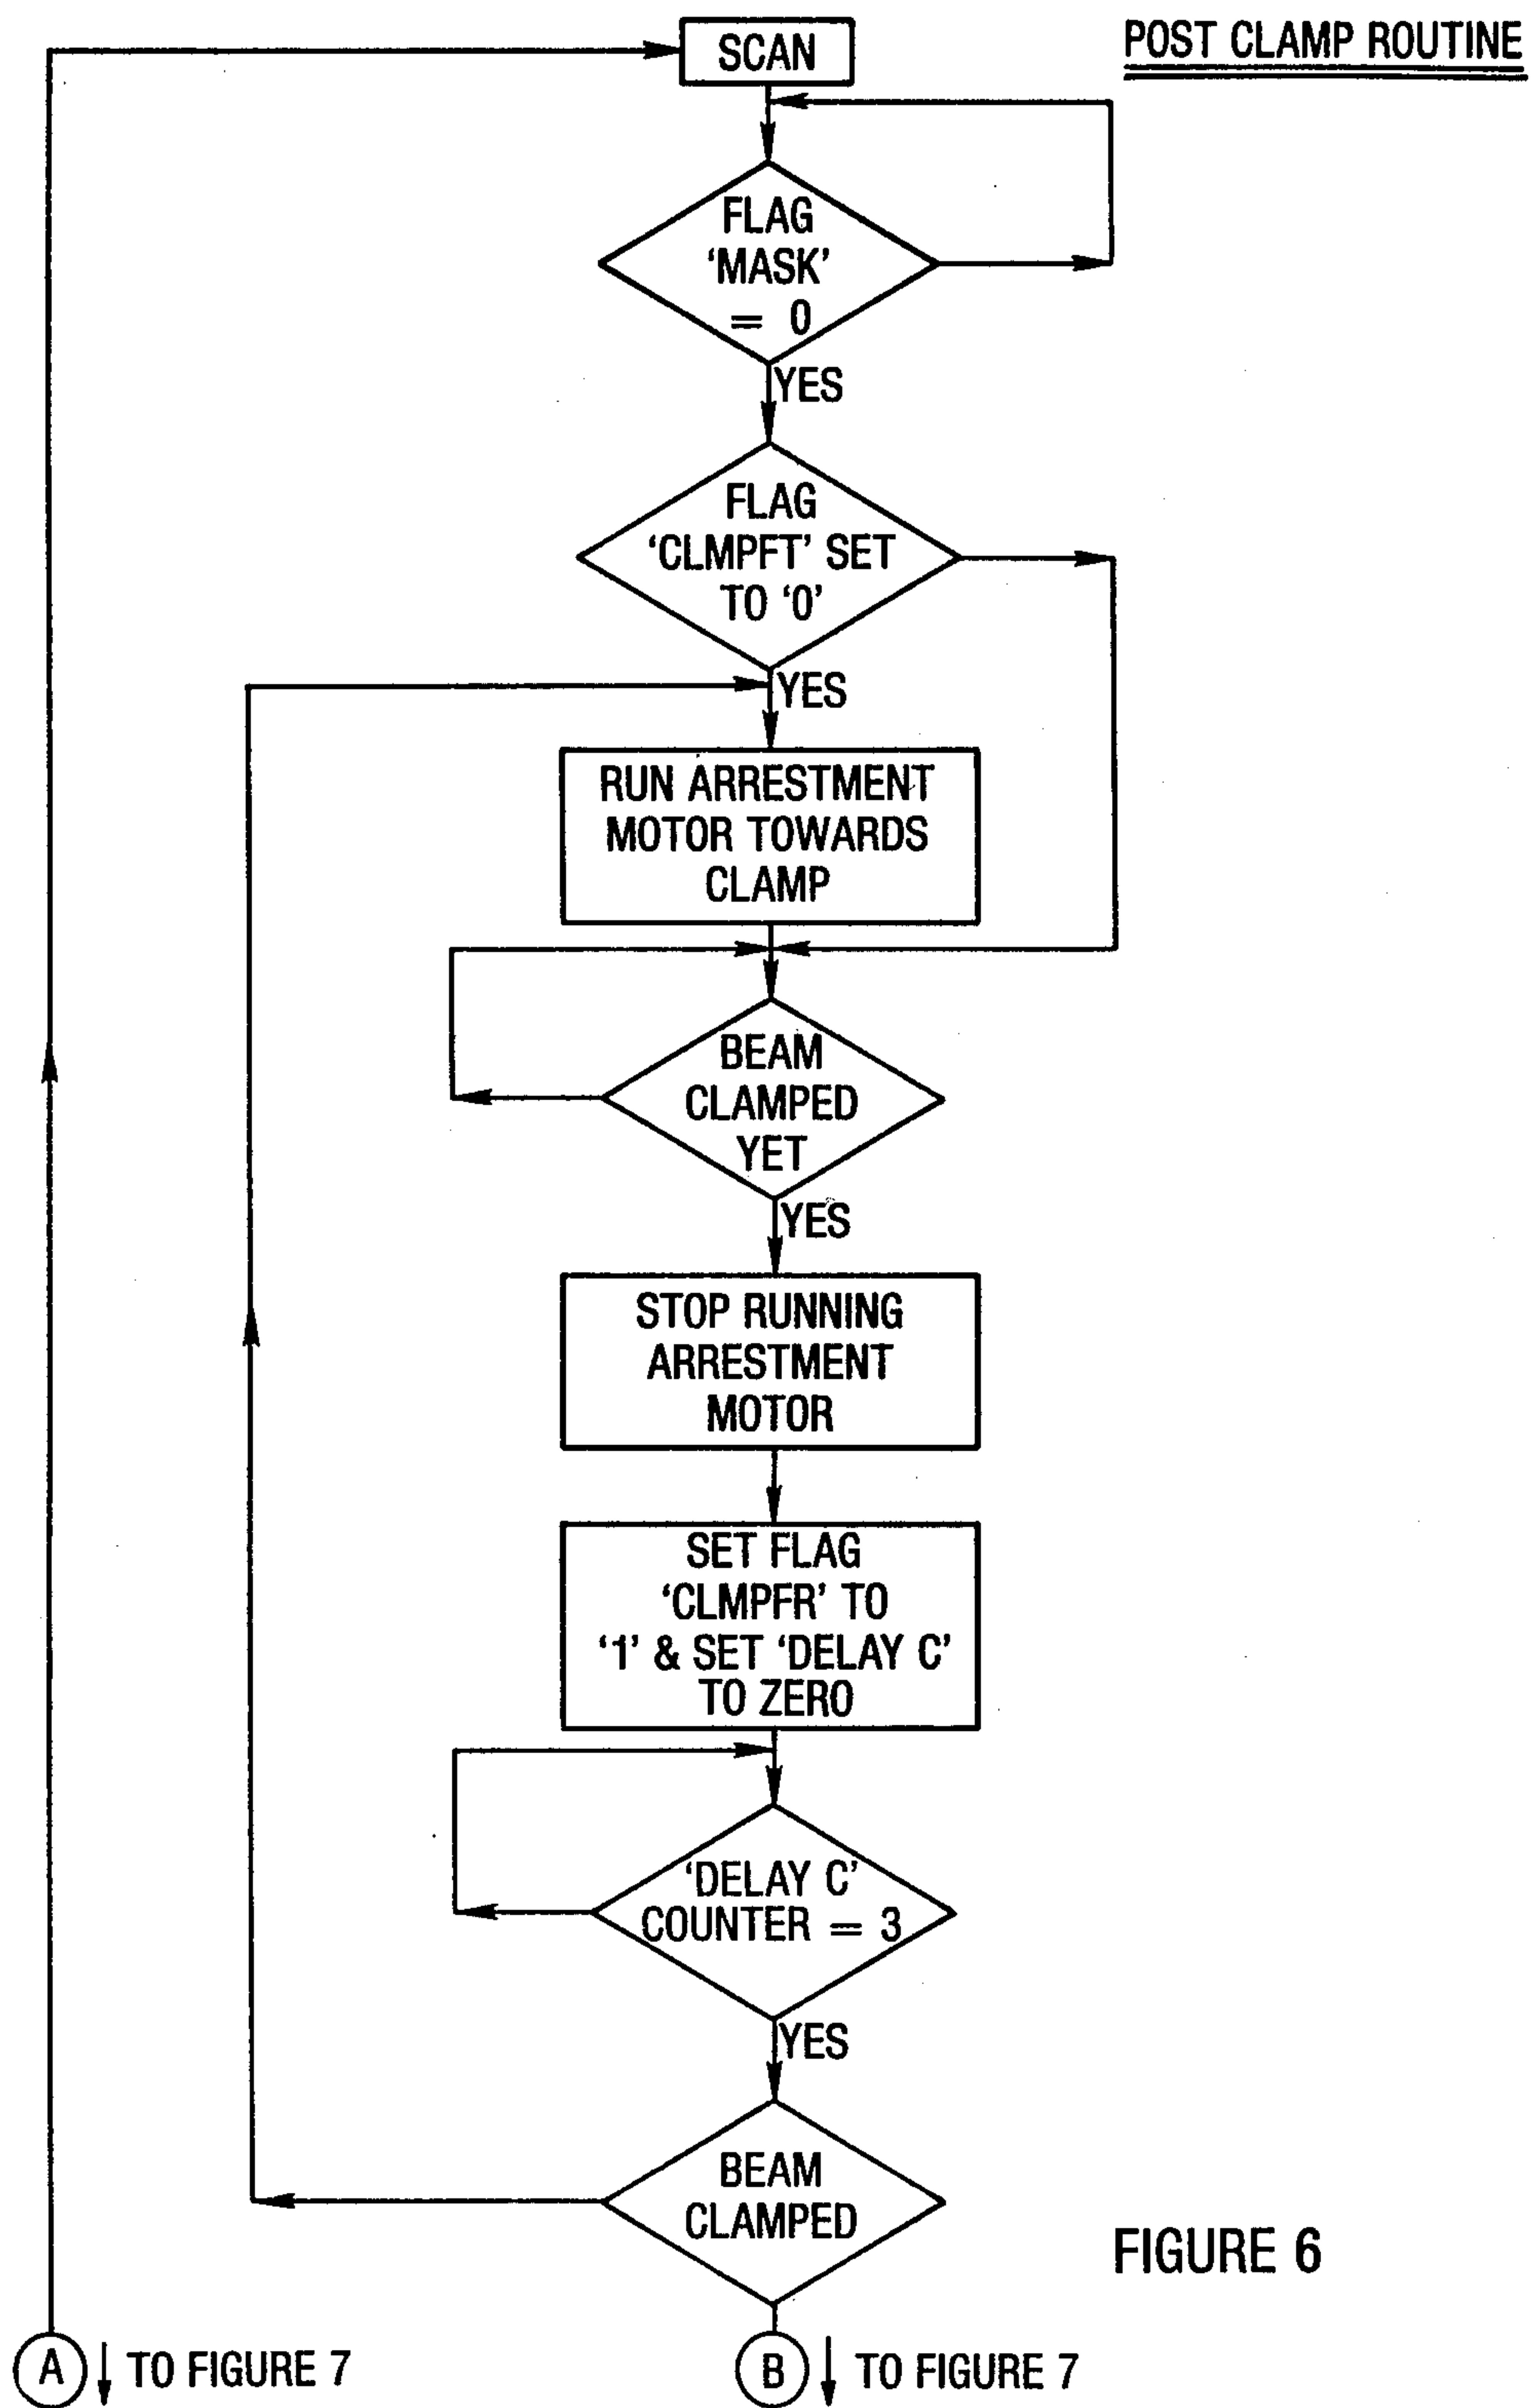 SCAN
POST CLAMP ROUTINE
FLAG
‘MASK’
= 0
YES
FLAG
‘CLMPFT’ SET
TO ‘0’
YES
RUN ARRESTMENT
MOTOR TOWARDS
CLAMP
BEAM
CLAMPED
YET
YES
STOP RUNNING
ARRESTMENT
MOTOR
SET FLAG
‘CLMPFR’ TO
‘1’ & SET ‘DELAY C’
TO ZERO
‘DELAY C’
COUNTER = 3
YES
BEAM
CLAMPED
FIGURE 6
A TO FIGURE 7
B TO FIGURE 7